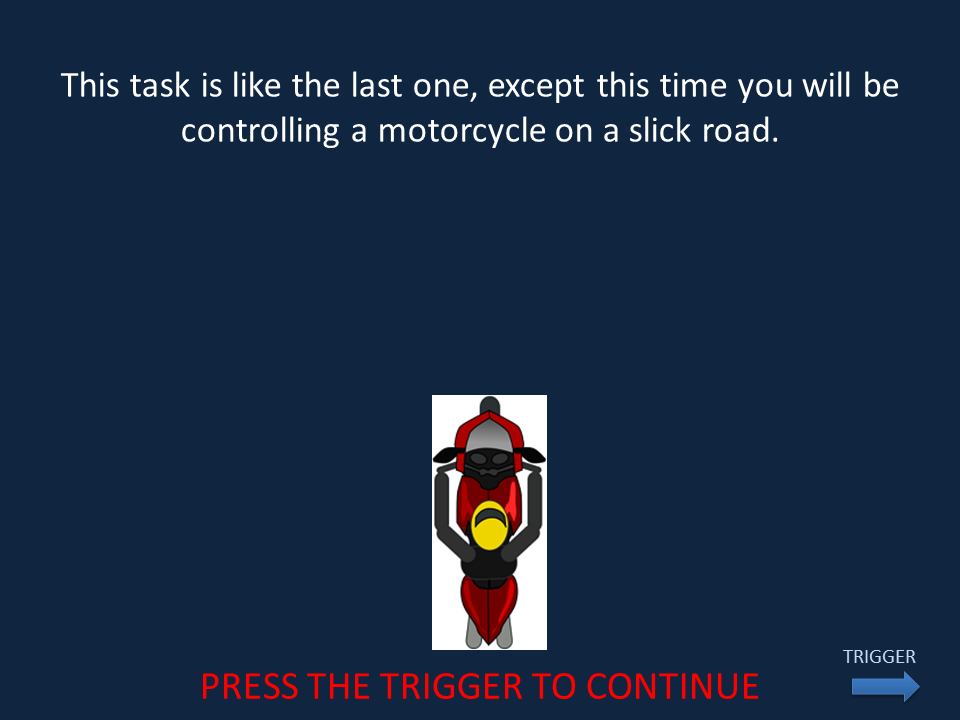 This task is like the last one, except this time you will be
controlling a motorcycle on a slick road.
TRIGGER
PRESS THE TRIGGER TO CONTINUE